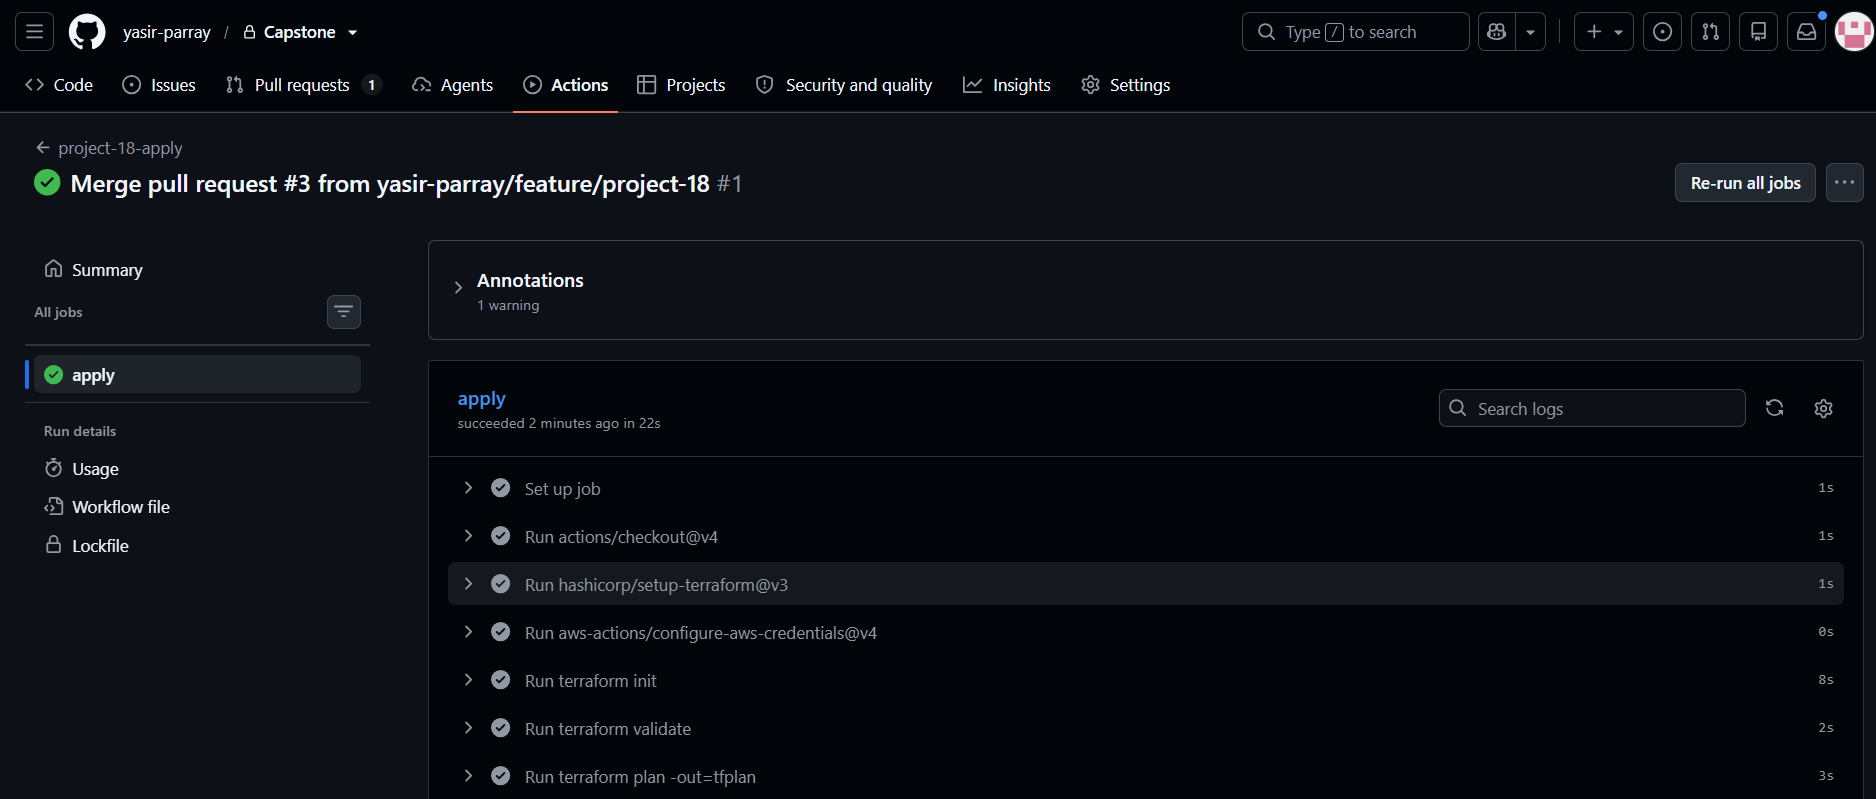 yasir-parray / Capstone
Type / to search
Code
Issues
Pull requests 1
Agents
Actions
Projects
Security and quality
Insights
Settings
project-18-apply
Merge pull request #3 from yasir-parray/feature/project-18 #1
Re-run all jobs
Summary
All jobs
apply
Run details
Usage
Workflow file
Lockfile
Annotations
1 warning
apply
succeeded 2 minutes ago in 22s
Search logs
Set up job 1s
Run actions/checkout@v4 1s
Run hashicorp/setup-terraform@v3 1s
Run aws-actions/configure-aws-credentials@v4 0s
Run terraform init 8s
Run terraform validate 2s
Run terraform plan -out=tfplan 3s